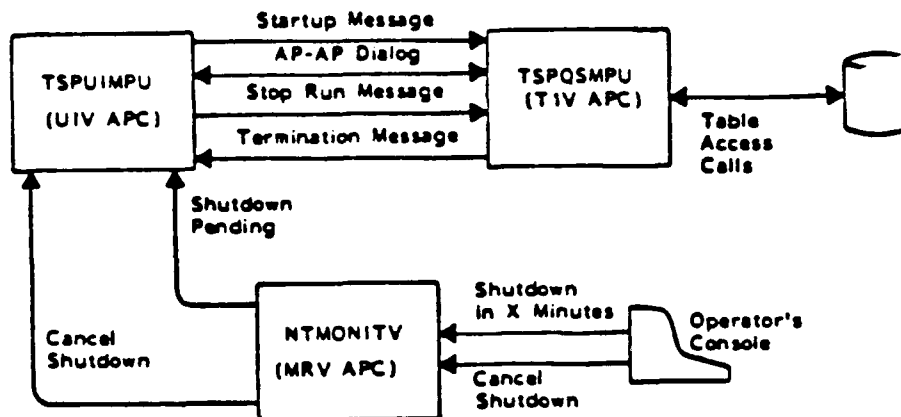 Startup Message
AP-AP Dialog
Stop Run Message
Termination Message
TSPUIMPU
(UIV APC)
TSPQSMPU
(TIV APC)
Table
Access
Calls
Shutdown
Pending
Cancel
Shutdown
NTMONITV
(MRV APC)
Shutdown
in X Minutes
Cancel
Shutdown
Operator's
Console